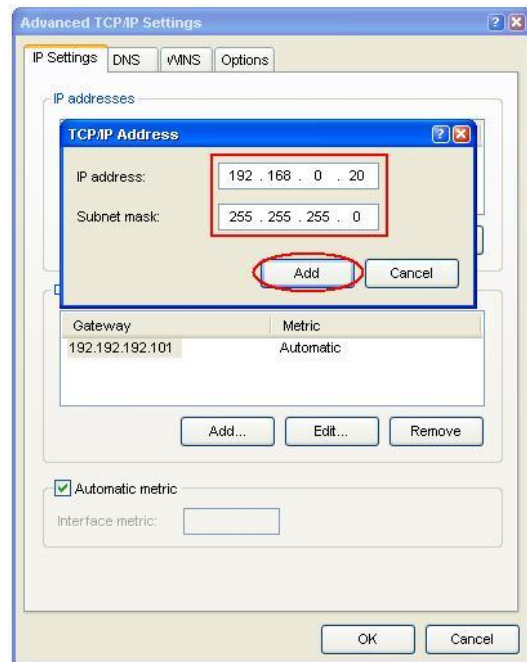 Advanced TCP/IP Settings
IP Settings DNS WINS Options
IP addresses
TCP/IP Address
IP address: 192 . 168 . 0 . 20
Subnet mask: 255 . 255 . 255 . 0
Add Cancel
Gateway Metric
192.192.192.101 Automatic
Add... Edit... Remove
Automatic metric
Interface metric:
OK Cancel